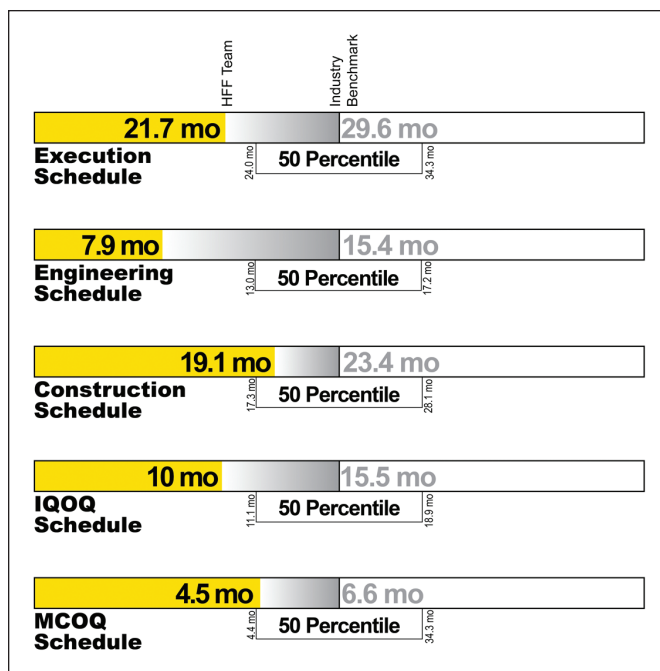 HFF Team
Industry
Benchmark
21.7 mo
29.6 mo
Execution
Schedule
24.0 mo
50 Percentile
34.3 mo
7.9 mo
15.4 mo
Engineering
Schedule
13.0 mo
50 Percentile
17.2 mo
19.1 mo
23.4 mo
Construction
Schedule
17.3 mo
50 Percentile
28.1 mo
10 mo
15.5 mo
IQOQ
Schedule
11.1 mo
50 Percentile
18.9 mo
4.5 mo
6.6 mo
MCOQ
Schedule
4.4 mo
50 Percentile
34.3 mo